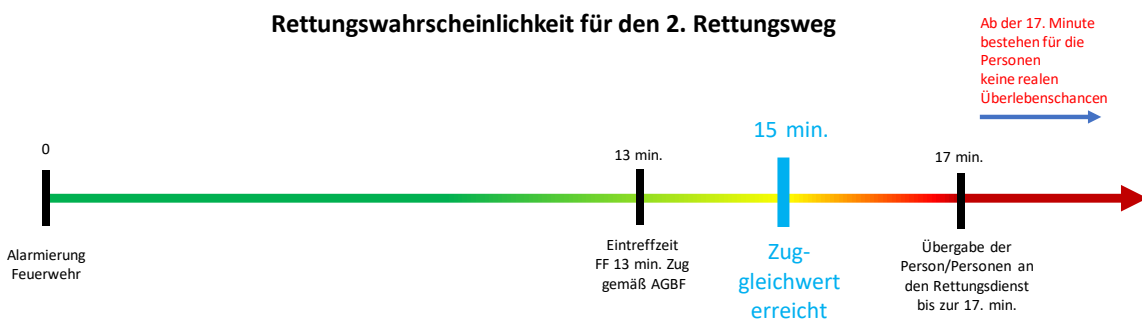 Rettungswahrscheinlichkeit für den 2. Rettungsweg
Ab der 17. Minute
bestehen für die
Personen
keine realen
Überlebenschancen
0
13 min.
15 min.
17 min.
Alarmierung
Feuerwehr
Eintreffzeit
FF 13 min. Zug
gemäß AGBF
Zug-
gleichwert
erreicht
Übergabe der
Person/Personen an
den Rettungsdienst
bis zur 17. min.